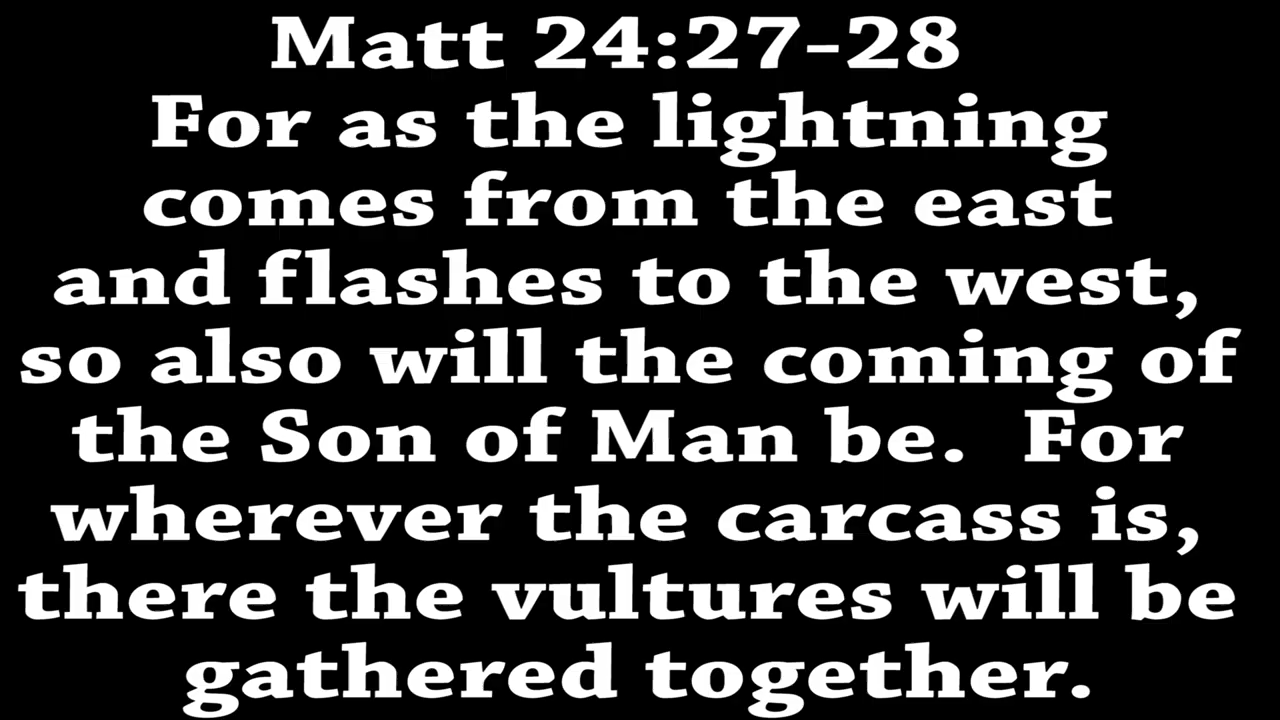 Matt 24:27-28
For as the lightning
comes from the east
and flashes to the west,
so also will the coming of
the Son of Man be.  For
wherever the carcass is,
there the vultures will be
gathered together.